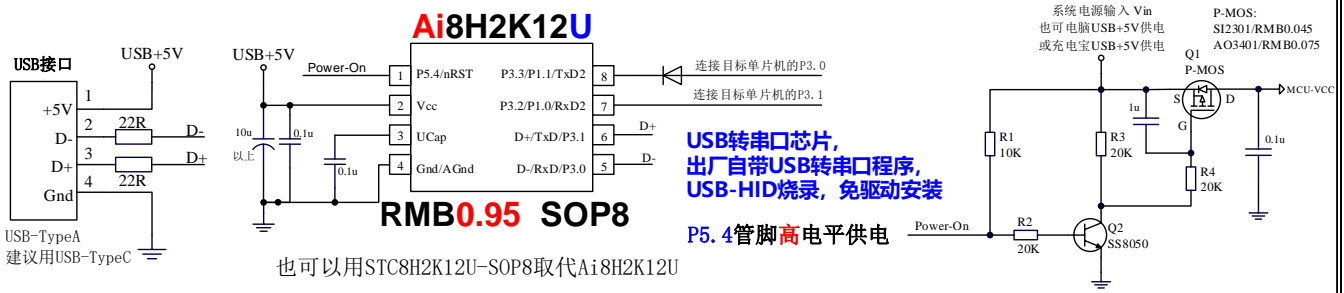 USB接口
USB+5V
+5V
1
D-
2
22R
D-
D+
3
22R
D+
Gnd
4
USB-TypeA
建议用USB-TypeC
USB+5V
10u
以上
0.1u
0.1u
Power-On
Ai8H2K12U
1
P5.4/nRST
P3.3/P1.1/TxD2
8
连接目标单片机的P3.0
2
Vcc
P3.2/P1.0/RxD2
7
连接目标单片机的P3.1
3
UCap
D+/TxD/P3.1
6
D+
4
Gnd/AGnd
D-/RxD/P3.0
5
D-
RMB0.95 SOP8
也可以用STC8H2K12U-SOP8取代Ai8H2K12U
USB转串口芯片，
出厂自带USB转串口程序，
USB-HID烧录，免驱动安装
P5.4管脚高电平供电
系统电源输入 Vin
也可电脑USB+5V供电
或充电宝USB+5V供电
P-MOS:
SI2301/RMB0.045
AO3401/RMB0.075
Q1
P-MOS
S
D
G
MCU-VCC
1u
0.1u
R1
10K
R3
20K
R4
20K
Power-On
R2
20K
Q2
SS8050